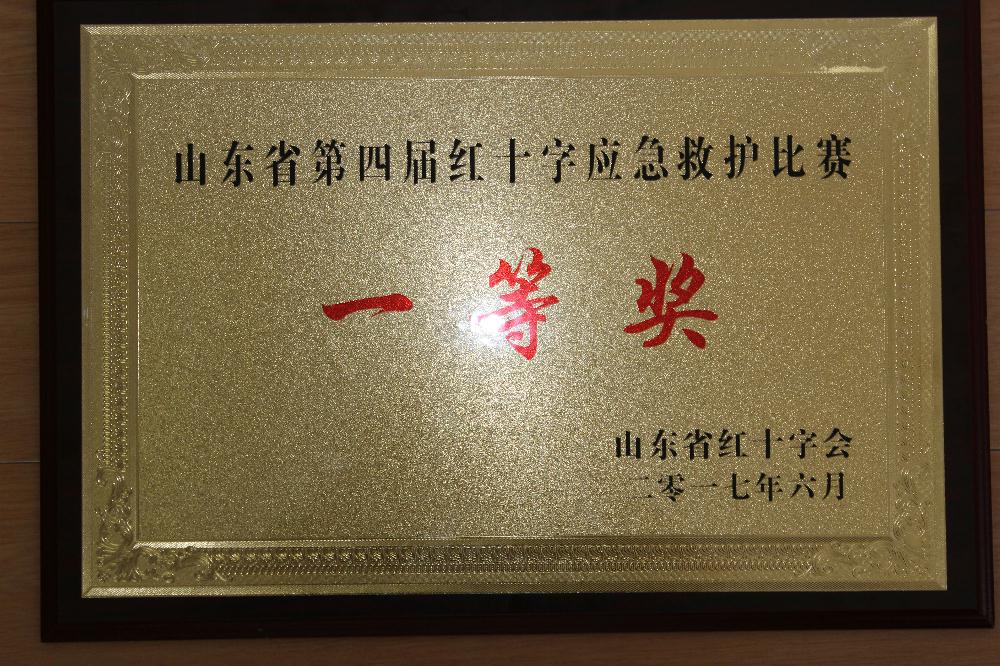 山东省第四届红十字应急救护比赛
一等奖
山东省红十字会
二零一七年六月